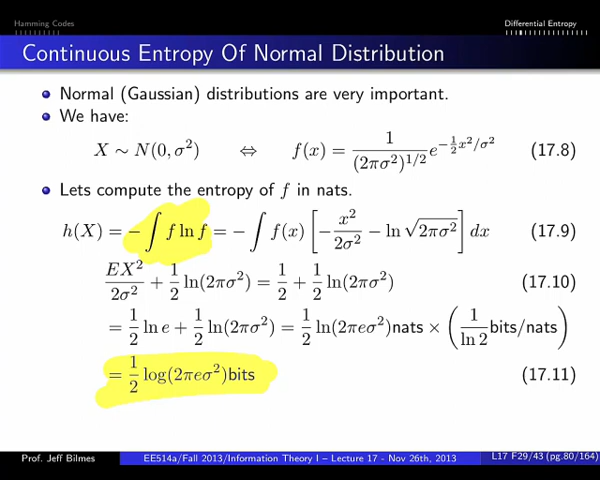 Hamming Codes Differential Entropy
Continuous Entropy Of Normal Distribution
Normal (Gaussian) distributions are very important.
We have:
X ∼ N(0, σ²) ⇔ f(x) = 1/(2πσ²)^{1/2} e^{−½x²/σ²} (17.8)
Lets compute the entropy of f in nats.
h(X) = −∫ f ln f = −∫ f(x) [−x²/2σ² − ln √2πσ²] dx (17.9)
EX²/2σ² + 1/2 ln(2πσ²) = 1/2 + 1/2 ln(2πσ²) (17.10)
= 1/2 ln e + 1/2 ln(2πσ²) = 1/2 ln(2πeσ²)nats × (1/ln 2 bits/nats)
= 1/2 log(2πeσ²)bits (17.11)
Prof. Jeff Bilmes EE514a/Fall 2013/Information Theory I – Lecture 17 - Nov 26th, 2013 L17 F29/43 (pg.80/164)